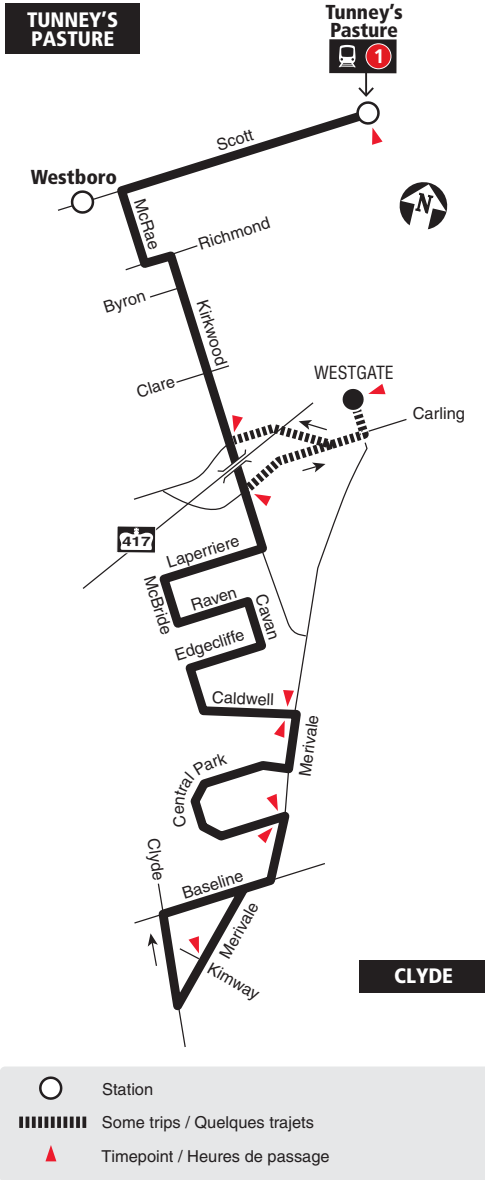 TUNNEY'S
PASTURE
Tunney's
Pasture
1
Scott
Westboro
N
McRae
Richmond
Byron
Kirkwood
Clare
WESTGATE
Carling
417
Laperriere
McBride
Raven
Cavan
Edgecliffe
Caldwell
Merivale
Central Park
Clyde
Baseline
Merivale
Kimway
CLYDE
Station
Some trips / Quelques trajets
Timepoint / Heures de passage